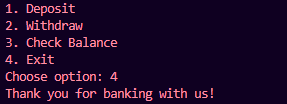 1. Deposit
2. Withdraw
3. Check Balance
4. Exit
Choose option: 4
Thank you for banking with us!